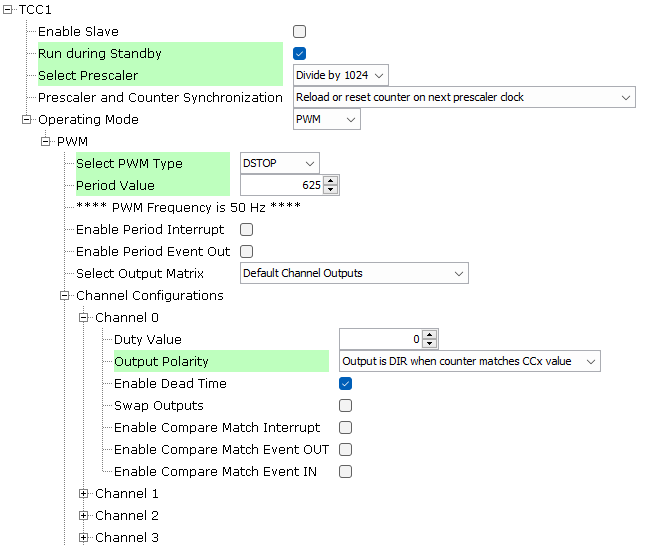 TCC1
Enable Slave
Run during Standby
Select Prescaler Divide by 1024
Prescaler and Counter Synchronization Reload or reset counter on next prescaler clock
Operating Mode PWM
PWM
Select PWM Type DSTOP
Period Value 625
**** PWM Frequency is 50 Hz ****
Enable Period Interrupt
Enable Period Event Out
Select Output Matrix Default Channel Outputs
Channel Configurations
Channel 0
Duty Value 0
Output Polarity Output is DIR when counter matches CCx value
Enable Dead Time
Swap Outputs
Enable Compare Match Interrupt
Enable Compare Match Event OUT
Enable Compare Match Event IN
Channel 1
Channel 2
Channel 3